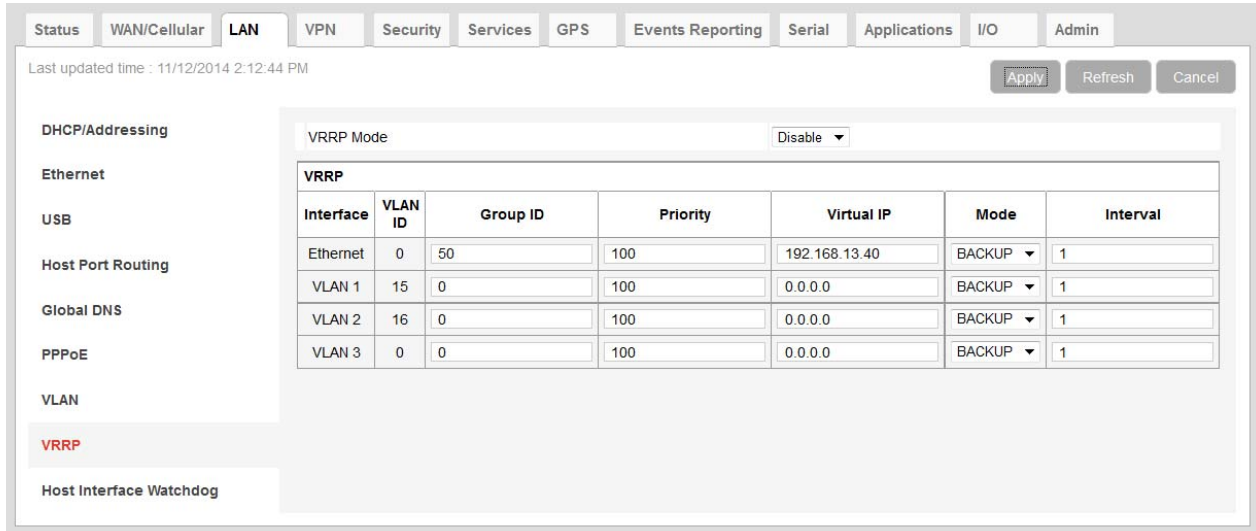 Status WAN/Cellular LAN VPN Security Services GPS Events Reporting Serial Applications I/O Admin
Last updated time : 11/12/2014 2:12:44 PM
Apply Refresh Cancel
DHCP/Addressing
Ethernet
USB
Host Port Routing
Global DNS
PPPoE
VLAN
VRRP
Host Interface Watchdog
VRRP Mode Disable
VRRP
Interface VLAN ID Group ID Priority Virtual IP Mode Interval
Ethernet 0 50 100 192.168.13.40 BACKUP 1
VLAN 1 15 0 100 0.0.0.0 BACKUP 1
VLAN 2 16 0 100 0.0.0.0 BACKUP 1
VLAN 3 0 0 100 0.0.0.0 BACKUP 1